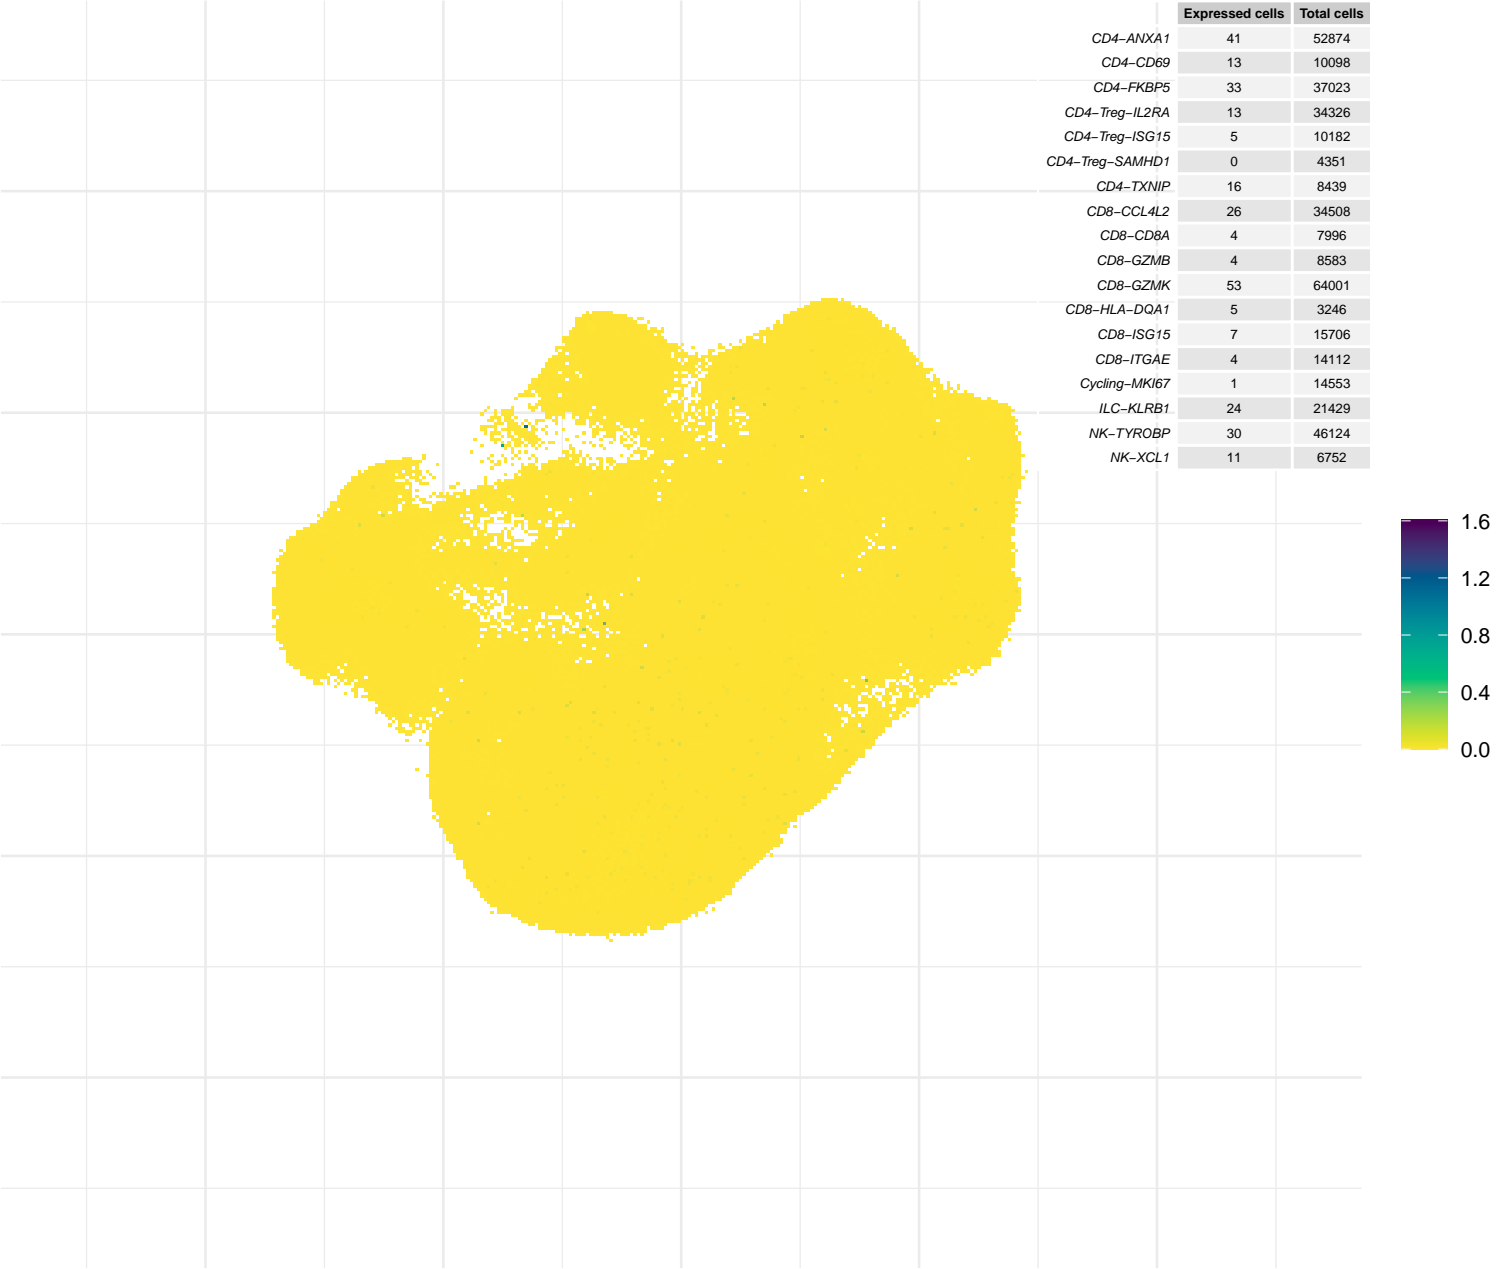 Expressed cells Total cells
CD4−ANXA1 41 52874
CD4−CD69 13 10098
CD4−FKBP5 33 37023
CD4−Treg−IL2RA 13 34326
CD4−Treg−ISG15 5 10182
CD4−Treg−SAMHD1 0 4351
CD4−TXNIP 16 8439
CD8−CCL4L2 26 34508
CD8−CD8A 4 7996
CD8−GZMB 4 8583
CD8−GZMK 53 64001
CD8−HLA−DQA1 5 3246
CD8−ISG15 7 15706
CD8−ITGAE 4 14112
Cycling−MKI67 1 14553
ILC−KLRB1 24 21429
NK−TYROBP 30 46124
NK−XCL1 11 6752
1.6
1.2
0.8
0.4
0.0